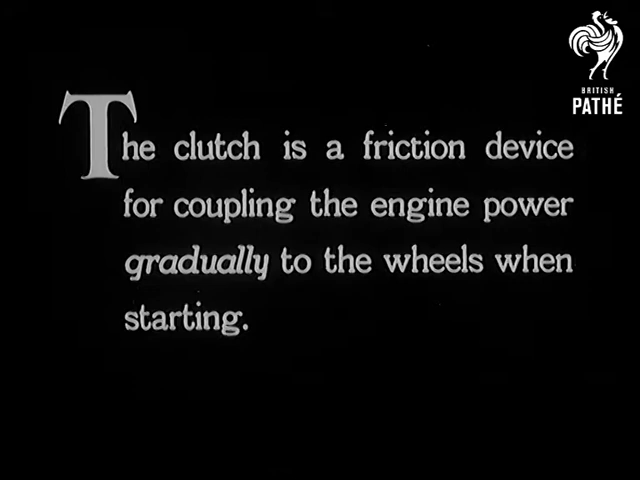 BRITISH
PATHÉ
The clutch is a friction device
for coupling the engine power
gradually to the wheels when
starting.